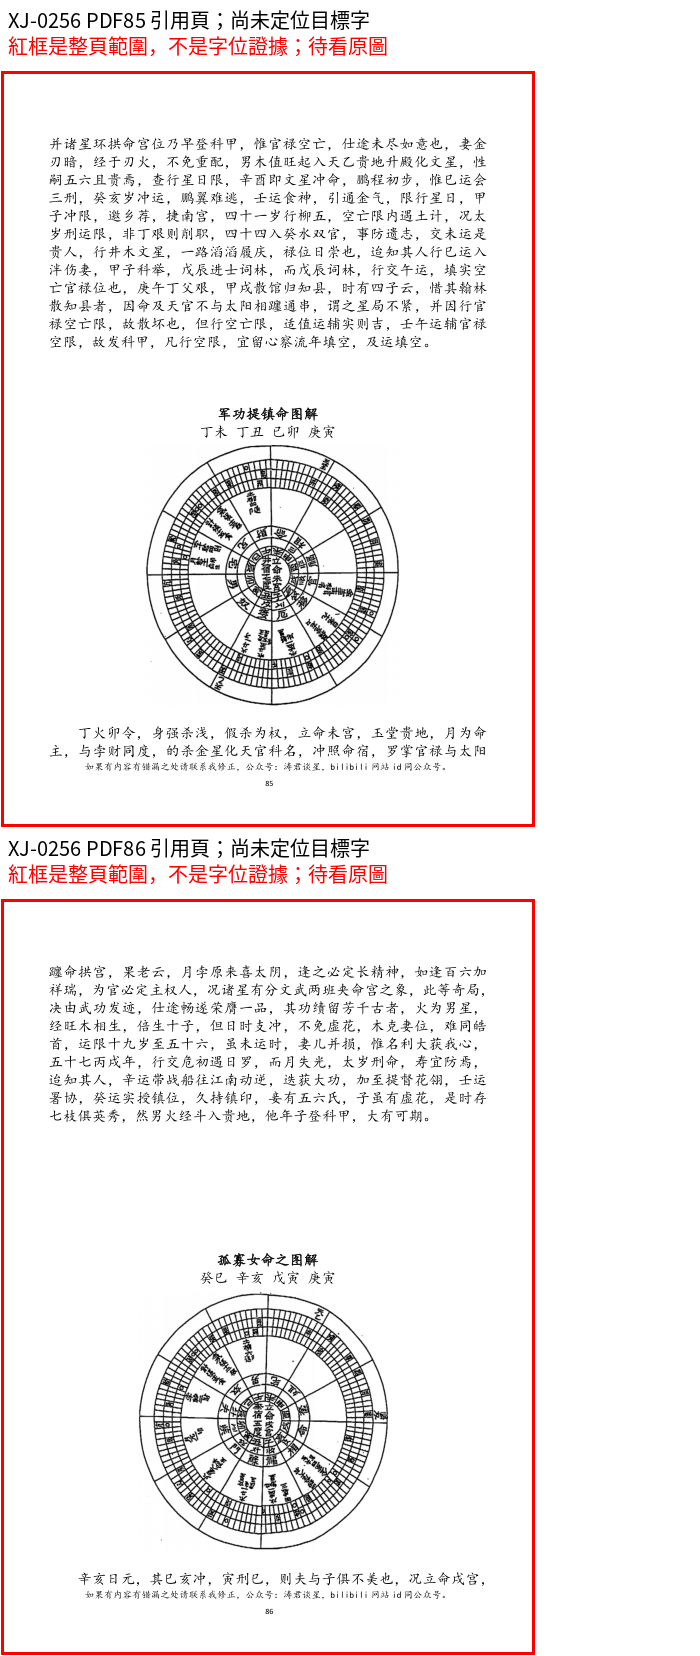 XJ-0256 PDF85 引用頁；尚未定位目標字
紅框是整頁範圍，不是字位證據；待看原圖
并诸星环拱命宫位乃早登科甲，惟官禄空亡，仕途未尽如意也，妻金
刃暗，经于刃火，不免重配，男木值旺起入天乙贵地升殿化文星，性
嗣五六且贵焉，查行星日限，辛酉即文星冲命，鹏程初步，惟巳运会
三刑，癸亥岁冲运，鹏翼难逃，壬运食神，引通金气，限行星日，甲
子冲限，邀乡荐，捷南宫，四十一岁行柳五，空亡限内遇土计，况太
岁刑运限，非丁艰则削职，四十四入癸水双官，事防遗志，交未运是
贵人，行井木文星，一路滔滔履庆，禄位日崇也，迨知其人行巳运入
泮伤妻，甲子科举，戊辰进士词林，而戊辰词林，行交午运，填实空
亡官禄位也，庚午丁父艰，甲戌散馆归知县，时有四子云，惜其翰林
散知县者，因命及天官不与太阳相躔通串，谓之星局不紧，并因行官
禄空亡限，故散坏也，但行空亡限，适值运辅实则吉，壬午运辅官禄
空限，故发科甲，凡行空限，宜留心察流年填空，及运填空。
军功提镇命图解
丁未 丁丑 己卯 庚寅
丁火卯令，身强杀浅，假杀为权，立命未宫，玉堂贵地，月为命
主，与孛财同度，的杀金星化天官科名，冲照命宿，罗掌官禄与太阳
如果有内容有错漏之处请联系我修正，公众号：涛君谈星，bilibili 网站 id 同公众号。
85
XJ-0256 PDF86 引用頁；尚未定位目標字
紅框是整頁範圍，不是字位證據；待看原圖
躔命拱宫，果老云，月孛原来喜太阴，逢之必定长精神，如逢百六加
祥瑞，为官必定主权人，况诸星有分文武两班夹命宫之象，此等奇局，
决由武功发迹，仕途畅遂荣膺一品，其功绩留芳千古者，火为男星，
经旺木相生，倍生十子，但日时支冲，不免虚花，木克妻位，难同皓
首，运限十九岁至五十六，虽未运时，妻儿并损，惟名利大获我心，
五十七丙戌年，行交危初遇日罗，而月失光，太岁刑命，寿宜防焉，
迨知其人，辛运带战船往江南动逆，迭获大功，加至提督花翎，壬运
署协，癸运实授镇位，久持镇印，妾有五六氏，子虽有虚花，是时存
七枝俱英秀，然男火经斗入贵地，他年子登科甲，大有可期。
孤寡女命之图解
癸巳 辛亥 戊寅 庚寅
辛亥日元，其巳亥冲，寅刑巳，则夫与子俱不美也，况立命戌宫，
如果有内容有错漏之处请联系我修正，公众号：涛君谈星，bilibili 网站 id 同公众号。
86